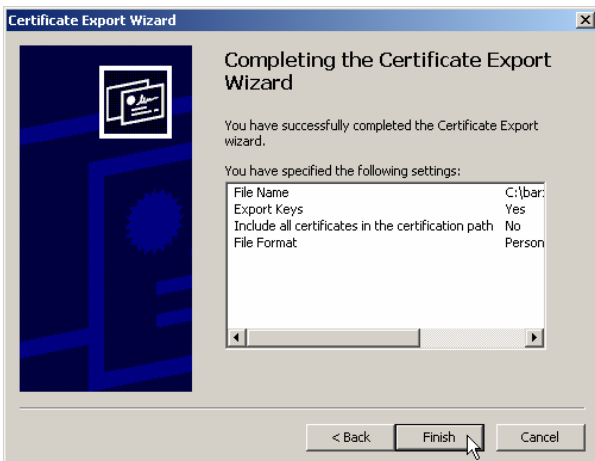 Certificate Export Wizard
Completing the Certificate Export
Wizard
You have successfully completed the Certificate Export
wizard.
You have specified the following settings:
File Name C:\bar:
Export Keys Yes
Include all certificates in the certification path No
File Format Person
< Back Finish Cancel